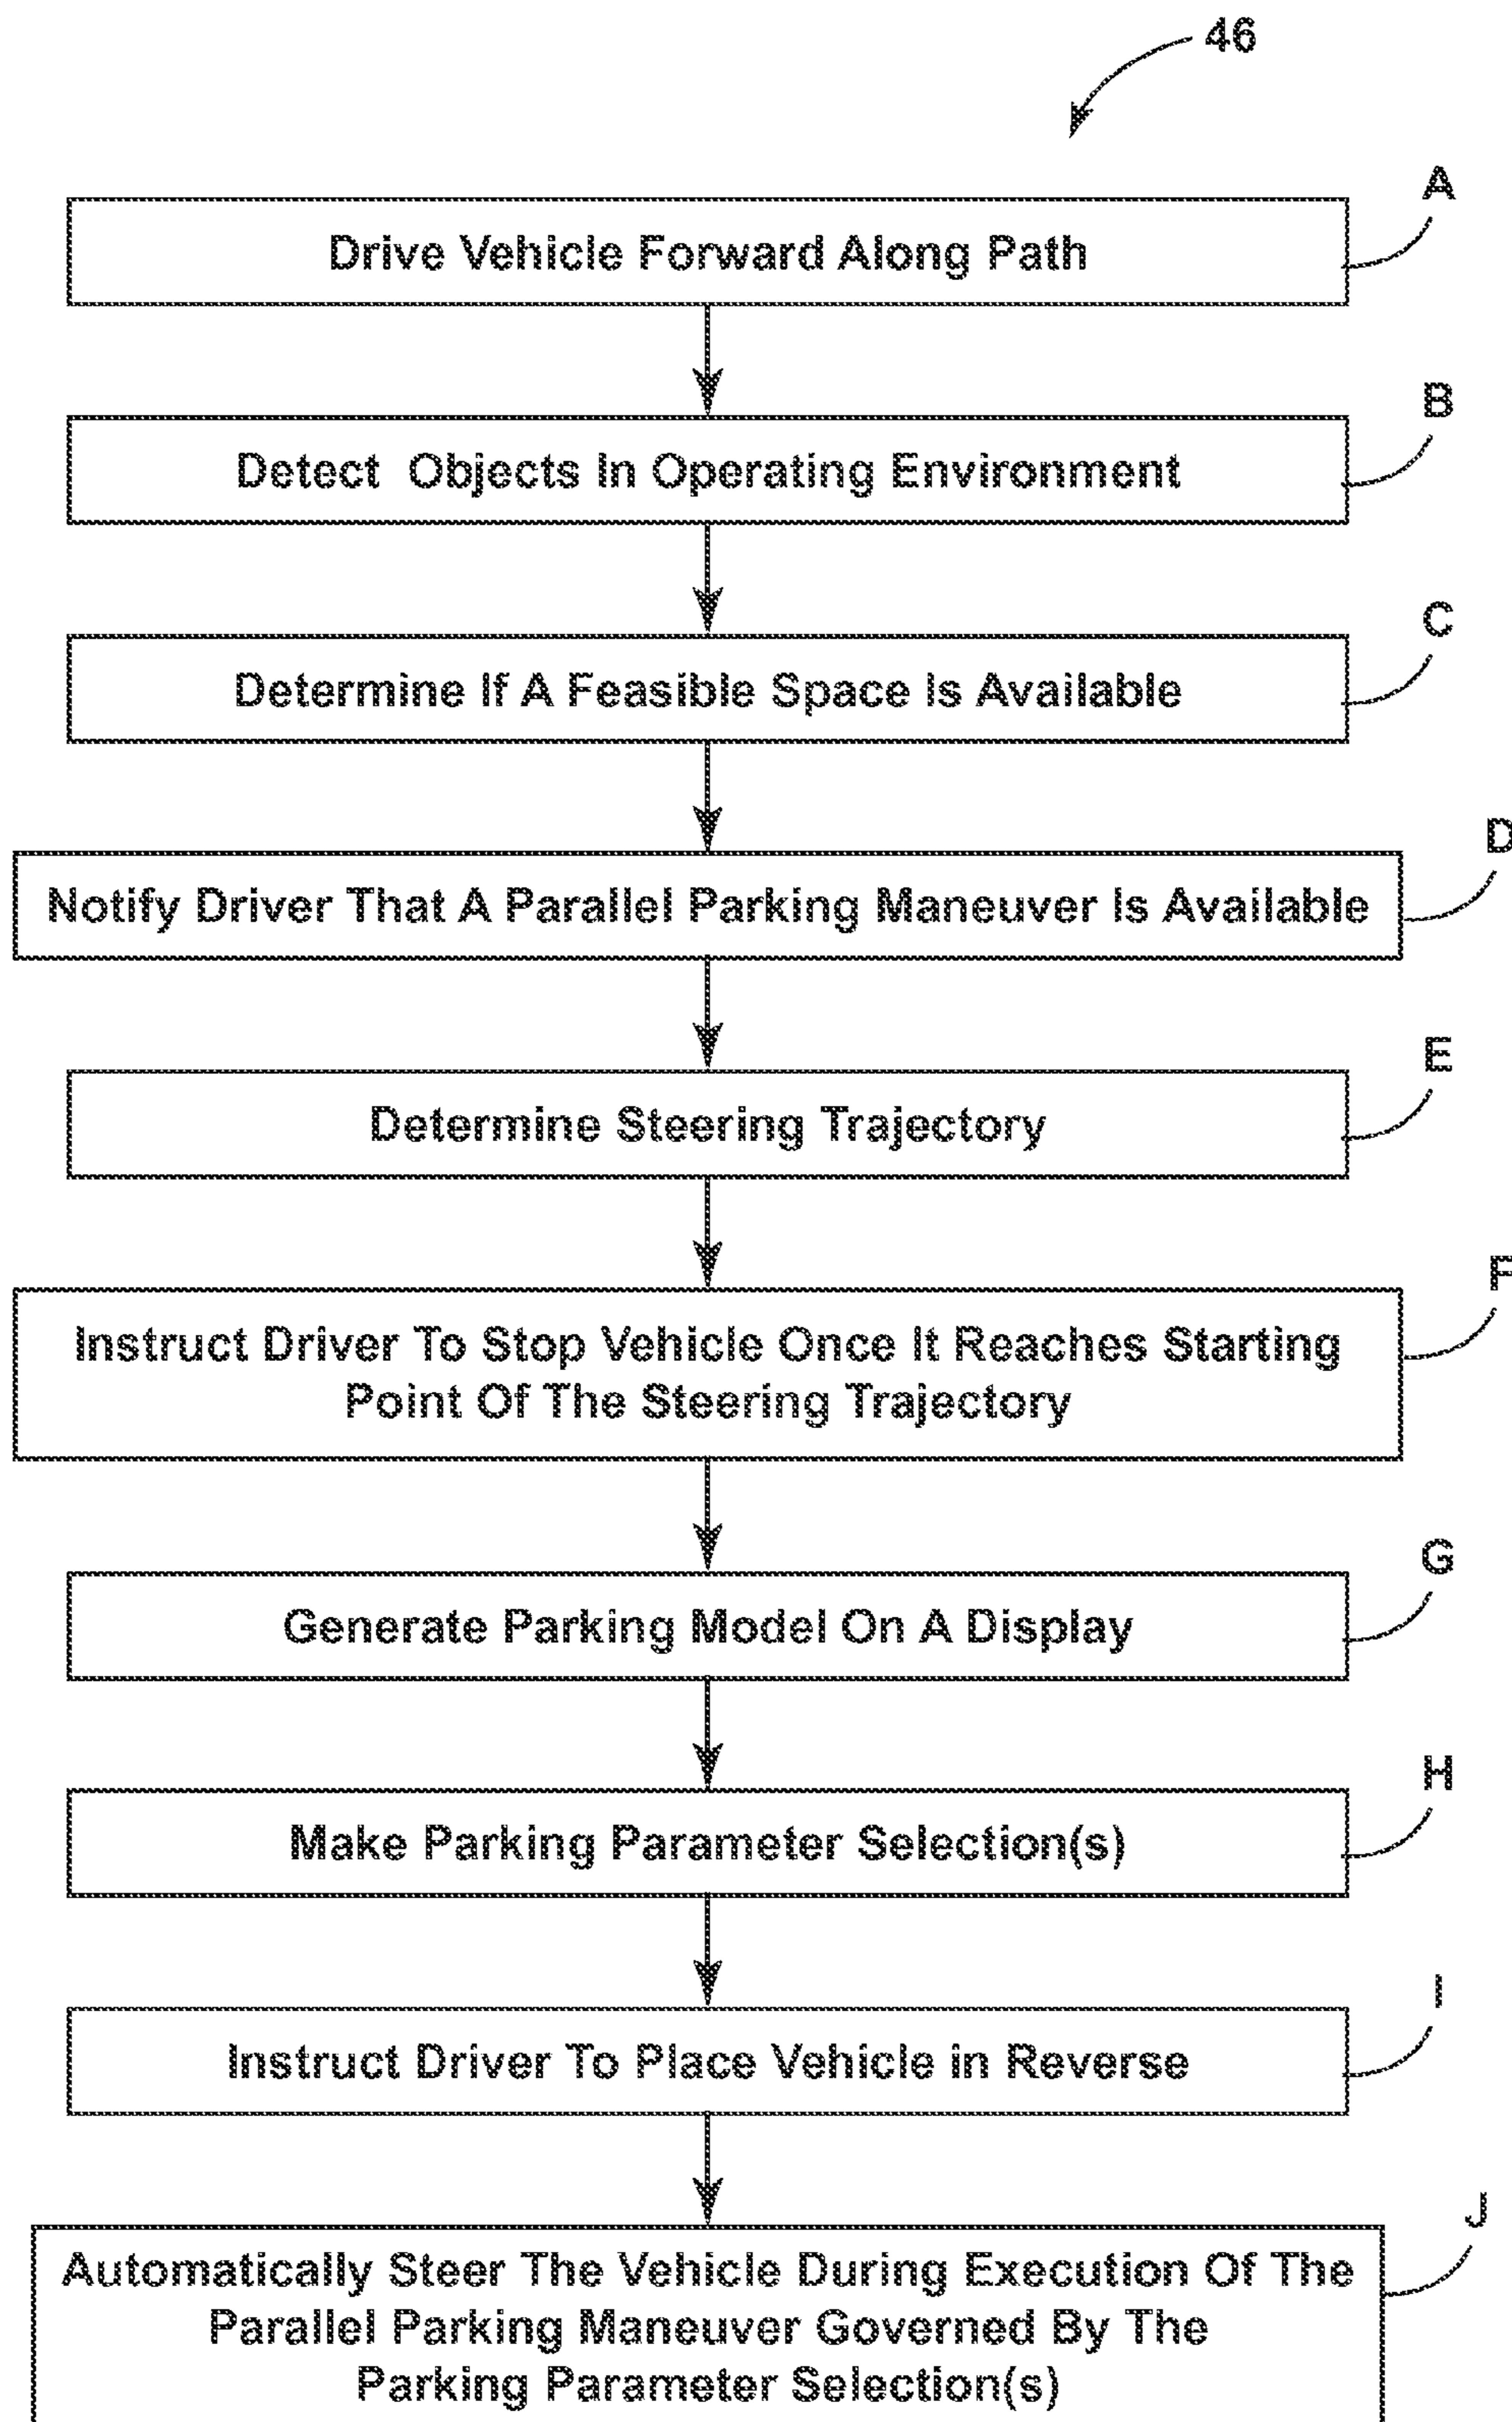 46
A
Drive Vehicle Forward Along Path
B
Detect Objects In Operating Environment
C
Determine If A Feasible Space Is Available
D
Notify Driver That A Parallel Parking Maneuver Is Available
E
Determine Steering Trajectory
F
Instruct Driver To Stop Vehicle Once It Reaches Starting
Point Of The Steering Trajectory
G
Generate Parking Model On A Display
H
Make Parking Parameter Selection(s)
I
Instruct Driver To Place Vehicle in Reverse
J
Automatically Steer The Vehicle During Execution Of The
Parallel Parking Maneuver Governed By The
Parking Parameter Selection(s)